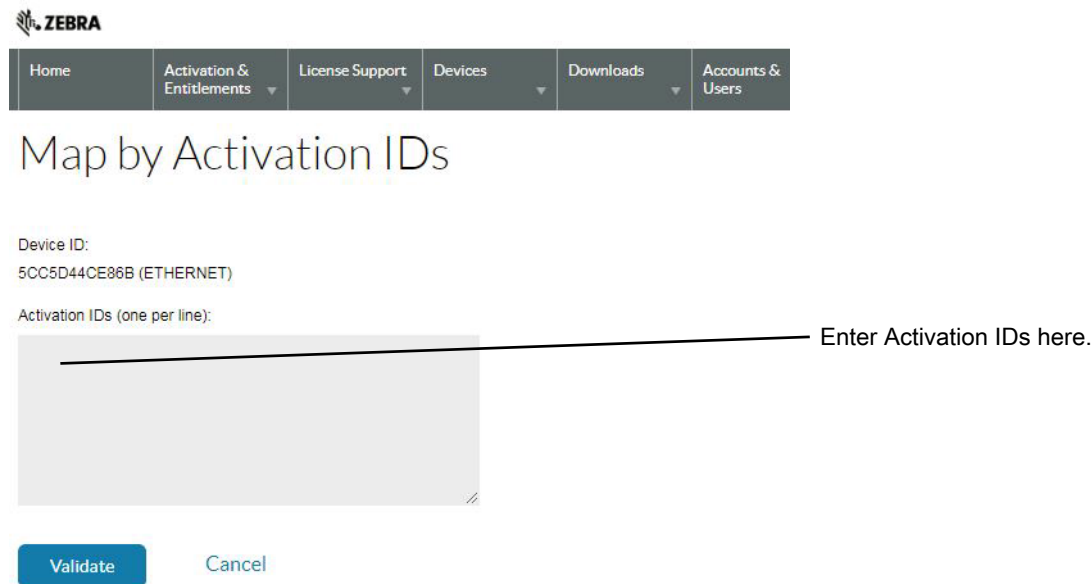 ZEBRA
Home
Activation & Entitlements
License Support
Devices
Downloads
Accounts & Users
Map by Activation IDs
Device ID:
5CC5D44CE86B (ETHERNET)
Activation IDs (one per line):
Enter Activation IDs here.
Validate
Cancel